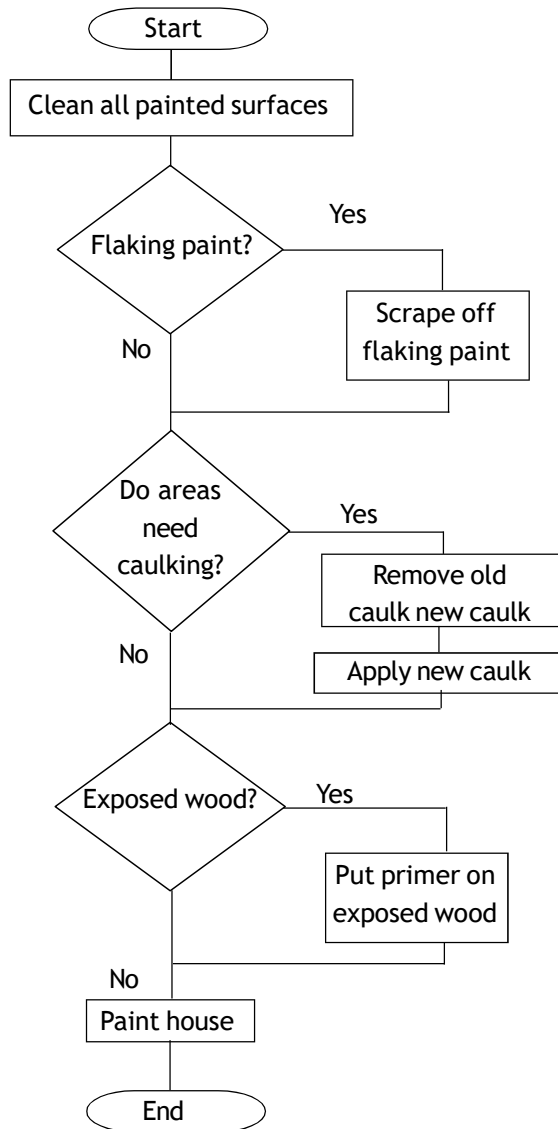 Start
Clean all painted surfaces
Flaking paint?
Yes
Scrape off
flaking paint
No
Do areas
need
caulking?
Yes
Remove old
caulk new caulk
Apply new caulk
No
Exposed wood?
Yes
Put primer on
exposed wood
No
Paint house
End